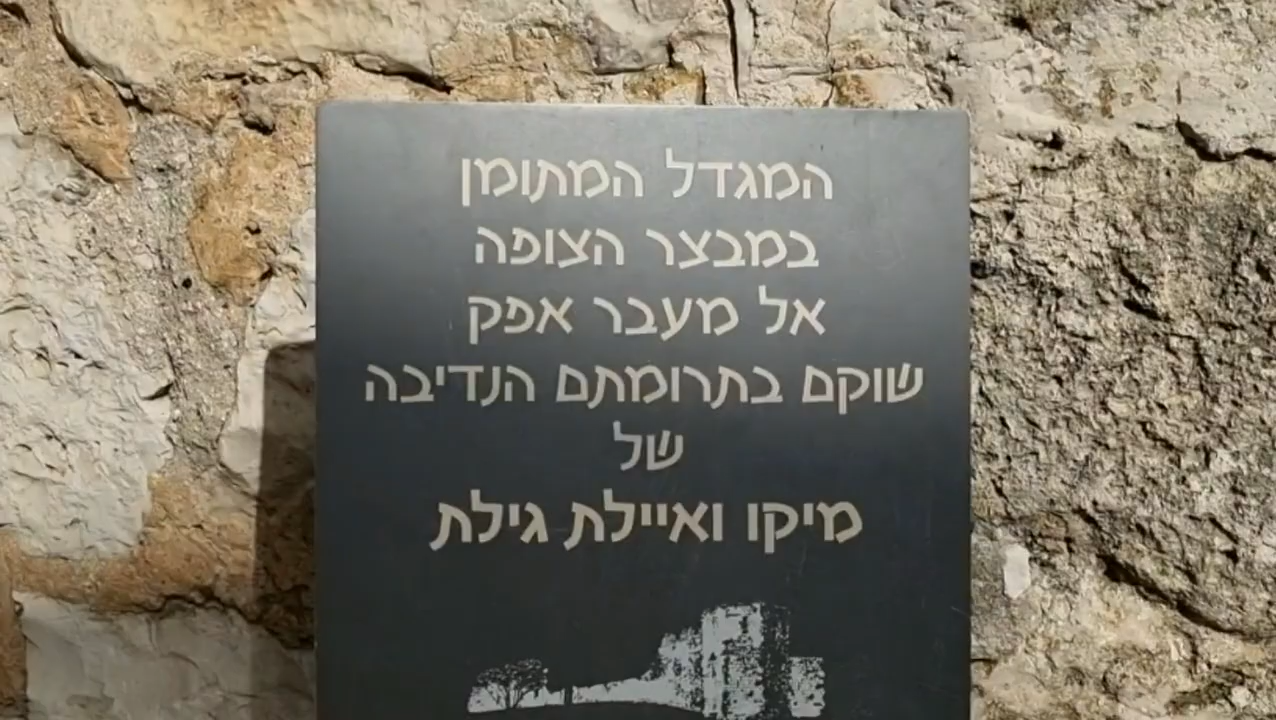 המגדל המתומן
במבצר הצופה
אל מעבר אפק
שוקם בתרומתם הנדיבה
של
מיקו ואיילת גילת